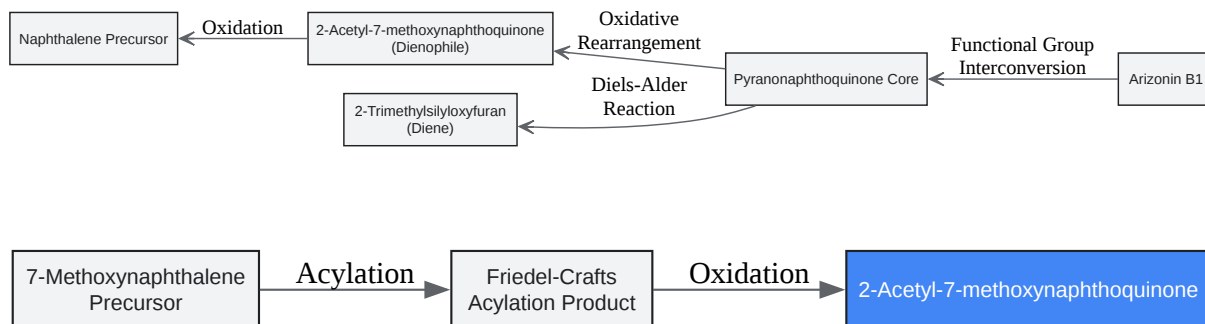 Naphthalene Precursor
Oxidation
2-Acetyl-7-methoxynaphthoquinone
(Dienophile)
Oxidative
Rearrangement
Pyranonaphthoquinone Core
Functional Group
Interconversion
Arizonin B1
2-Trimethylsilyloxyfuran
(Diene)
Diels-Alder
Reaction
7-Methoxynaphthalene
Precursor
Acylation
Friedel-Crafts
Acylation Product
Oxidation
2-Acetyl-7-methoxynaphthoquinone